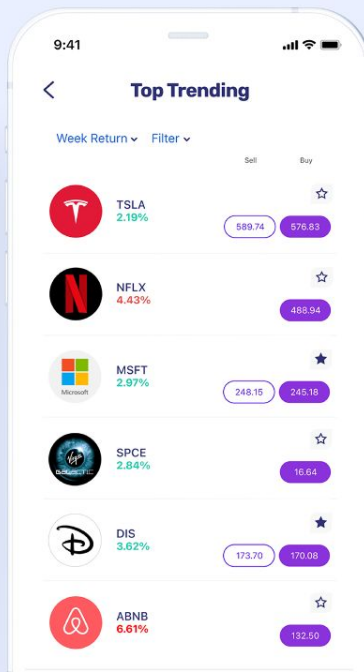 9:41
Top Trending
Week Return Filter
Sell Buy
TSLA
2.19%
589.74 576.83
NFLX
4.43%
488.94
N
MSFT
2.97%
Microsoft
248.15 245.18
SPCE
2.84%
Virgin
GALACTIC
16.64
DIS
3.62%
173.70 170.08
D
ABNB
6.61%
132.50